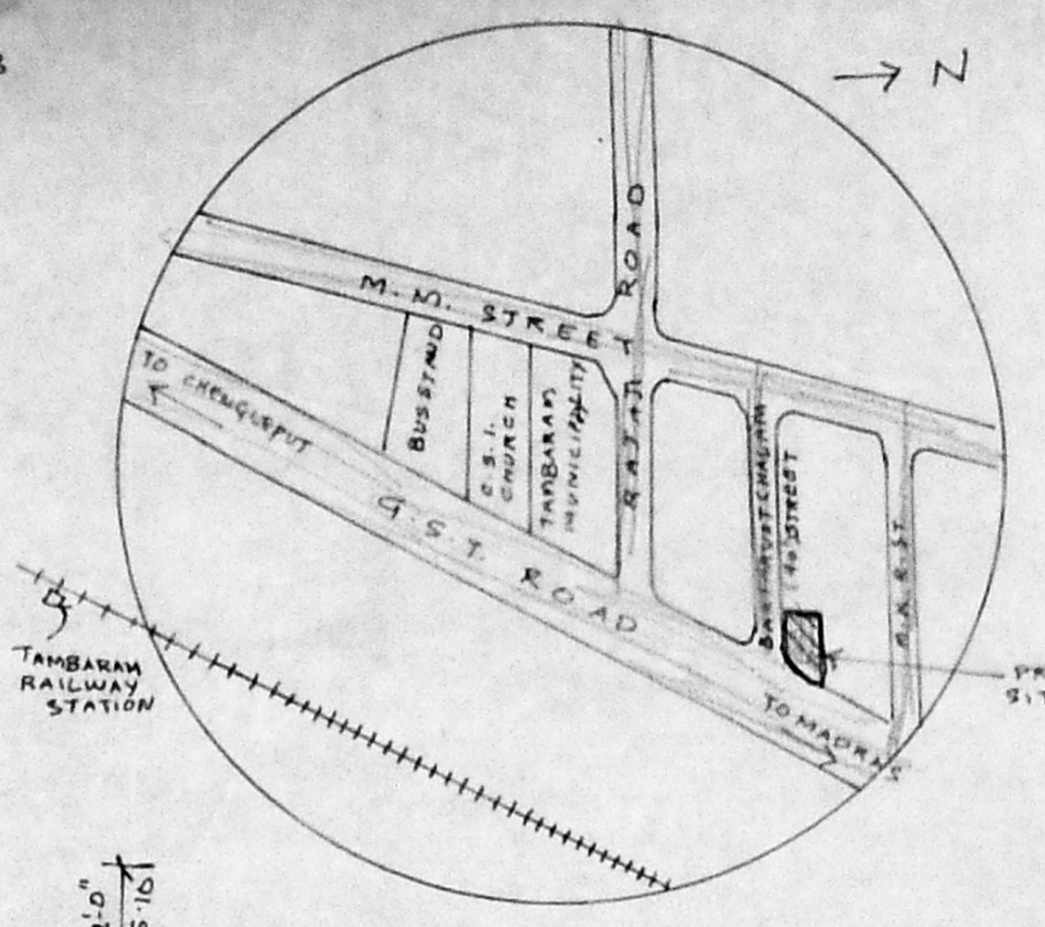 N
M. M. STREET
RAJAJI ROAD
BUS STAND
C. S. I.
CHURCH
TAMBARAM
MUNICIPALITY
TO CHENGLEPUT
G. S. T. ROAD
STREET
TO MADRAS
TAMBARAM
RAILWAY
STATION